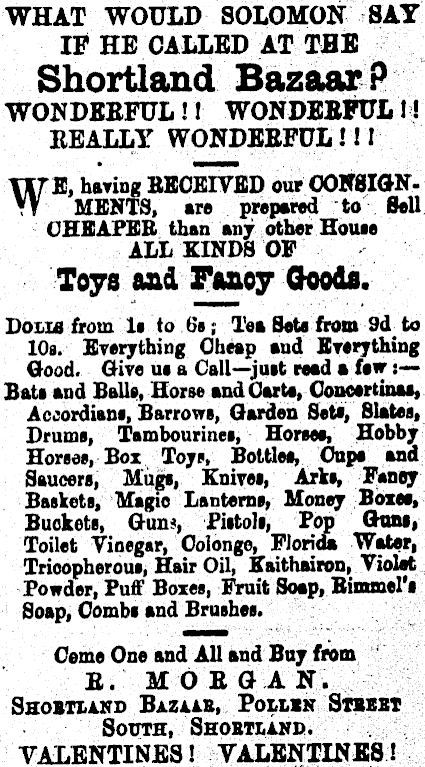 WHAT WOULD SOLOMON SAY
IF HE CALLED AT THE
Shortland Bazaar?
WONDERFUL!! WONDERFUL!!
REALLY WONDERFUL!!!
WE, having RECEIVED our CONSIGN-
MENTS, are prepared to Sell
CHEAPER than any other House
ALL KINDS OF
Toys and Fancy Goods.
DOLLS from 1s to 6s; Tea Sets from 9d to
10s. Everything Cheap and Everything
Good. Give us a Call—just read a few:—
Bats and Balls, Horse and Carts, Concertinas,
Accordians, Barrows, Garden Sets, Slates,
Drums, Tambourines, Horses, Hobby
Horses, Box Toys, Bottles, Cups and
Saucers, Mugs, Knives, Arks, Fancy
Baskets, Magic Lanterns, Money Boxes,
Buckets, Guns, Pistols, Pop Guns,
Toilet Vinegar, Colonge, Florida Water,
Tricopherous, Hair Oil, Kaithairon, Violet
Powder, Puff Boxes, Fruit Soap, Rimmel's
Soap, Combs and Brushes.
Come One and All and Buy from
R. MORGAN.
SHORTLAND BAZAAR, POLLEN STREET
SOUTH, SHORTLAND.
VALENTINES! VALENTINES!